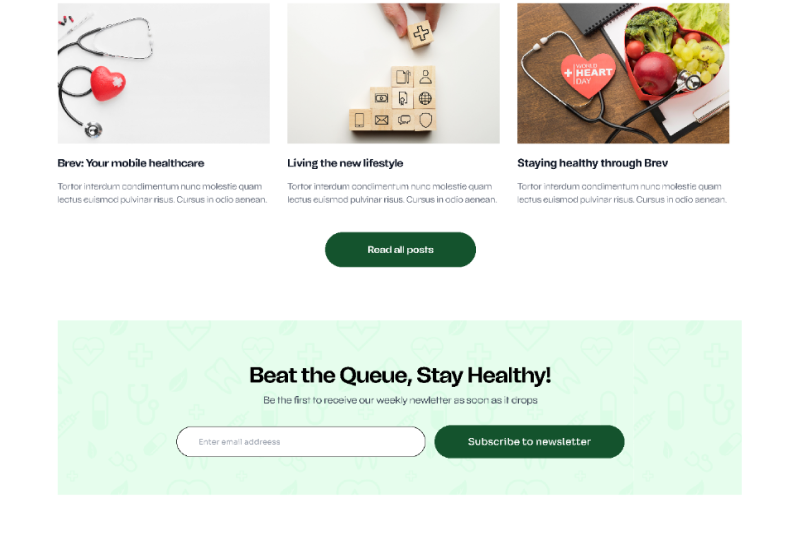 WORLD
HEART
DAY
Brev: Your mobile healthcare
Living the new lifestyle
Staying healthy through Brev
Tortor interdum condimentum nunc molestie quam
lectus euismod pulvinar risus. Cursus in odio aenean.
Tortor interdum condimentum nunc molestie quam
lectus euismod pulvinar risus. Cursus in odio aenean.
Tortor interdum condimentum nunc molestie quam
lectus euismod pulvinar risus. Cursus in odio aenean.
Read all posts
Beat the Queue, Stay Healthy!
Be the first to receive our weekly newletter as soon as it drops
Enter email addreess
Subscribe to newsletter